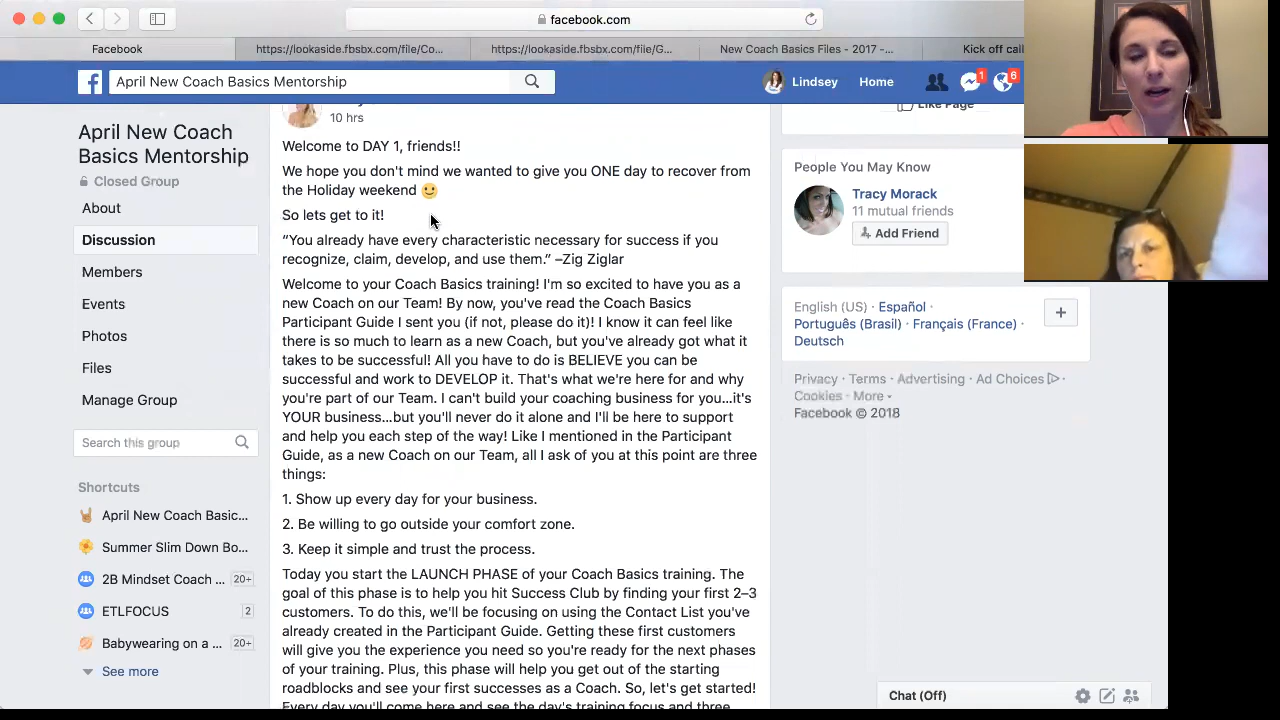 facebook.com
Facebook
https://lookaside.fbsbx.com/file/Co...
https://lookaside.fbsbx.com/file/G...
New Coach Basics Files - 2017 -...
Kick off call
April New Coach Basics Mentorship
Lindsey
Home
1
6
April New Coach
Basics Mentorship
Closed Group
About
Discussion
Members
Events
Photos
Files
Manage Group
Search this group
Shortcuts
April New Coach Basic...
Summer Slim Down Bo...
2B Mindset Coach ...
20+
ETLFOCUS
2
Babywearing on a ...
20+
See more
10 hrs
Welcome to DAY 1, friends!!
We hope you don't mind we wanted to give you ONE day to recover from
the Holiday weekend 🙂
So lets get to it!
“You already have every characteristic necessary for success if you
recognize, claim, develop, and use them.” –Zig Ziglar
Welcome to your Coach Basics training! I'm so excited to have you as a
new Coach on our Team! By now, you've read the Coach Basics
Participant Guide I sent you (if not, please do it)! I know it can feel like
there is so much to learn as a new Coach, but you've already got what it
takes to be successful! All you have to do is BELIEVE you can be
successful and work to DEVELOP it. That's what we're here for and why
you're part of our Team. I can't build your coaching business for you...it's
YOUR business...but you'll never do it alone and I'll be here to support
and help you each step of the way! Like I mentioned in the Participant
Guide, as a new Coach on our Team, all I ask of you at this point are three
things:
1. Show up every day for your business.
2. Be willing to go outside your comfort zone.
3. Keep it simple and trust the process.
Today you start the LAUNCH PHASE of your Coach Basics training. The
goal of this phase is to help you hit Success Club by finding your first 2–3
customers. To do this, we'll be focusing on using the Contact List you've
already created in the Participant Guide. Getting these first customers
will give you the experience you need so you're ready for the next phases
of your training. Plus, this phase will help you get out of the starting
roadblocks and see your first successes as a Coach. So, let's get started!
Every day you'll come here and see the day's training focus and three
Like Page
People You May Know
Tracy Morack
11 mutual friends
Add Friend
English (US) · Español ·
Português (Brasil) · Français (France) ·
Deutsch
Privacy · Terms · Advertising · Ad Choices ·
Cookies · More
Facebook © 2018
Chat (Off)